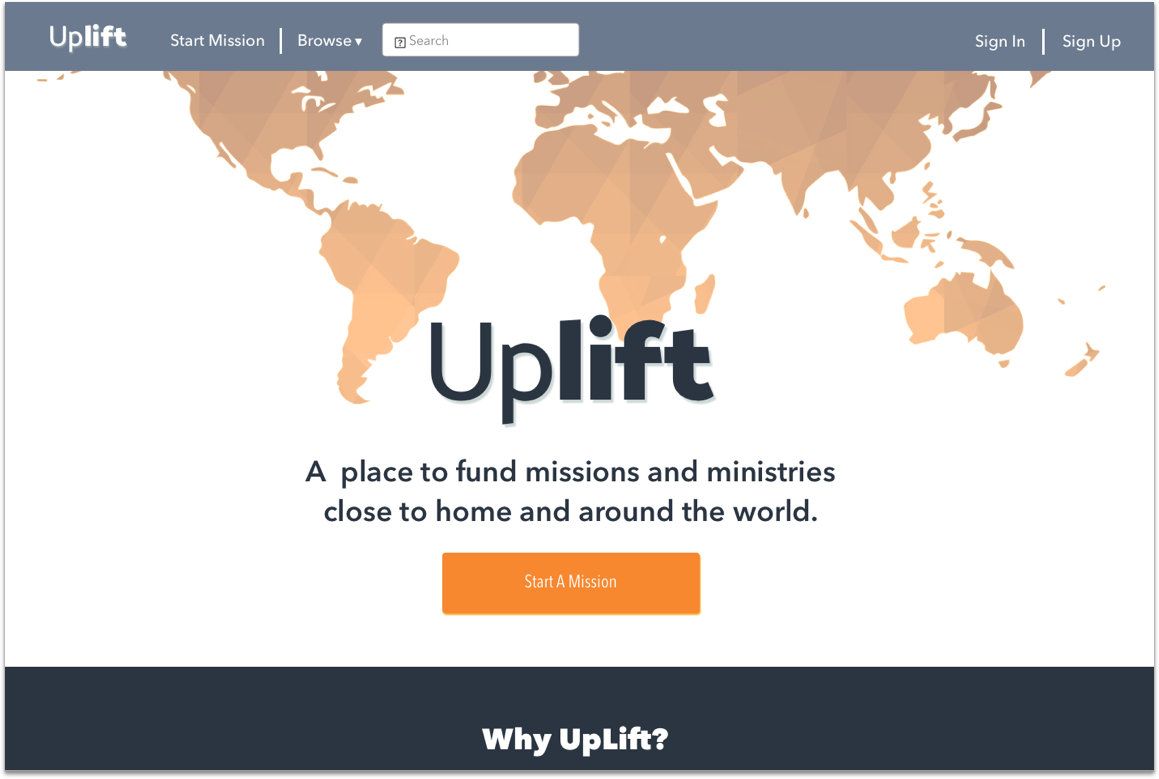 Uplift Start Mission Browse ▾ Search Sign In Sign Up
Uplift
A place to fund missions and ministries
close to home and around the world.
Start A Mission
Why UpLift?